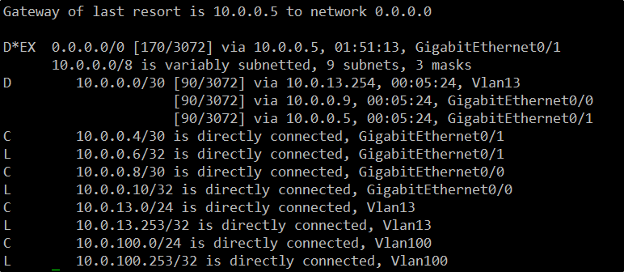 Gateway of last resort is 10.0.0.5 to network 0.0.0.0
D*EX  0.0.0.0/0 [170/3072] via 10.0.0.5, 01:51:13, GigabitEthernet0/1
      10.0.0.0/8 is variably subnetted, 9 subnets, 3 masks
D        10.0.0.0/30 [90/3072] via 10.0.13.254, 00:05:24, Vlan13
                     [90/3072] via 10.0.0.9, 00:05:24, GigabitEthernet0/0
                     [90/3072] via 10.0.0.5, 00:05:24, GigabitEthernet0/1
C        10.0.0.4/30 is directly connected, GigabitEthernet0/1
L        10.0.0.6/32 is directly connected, GigabitEthernet0/1
C        10.0.0.8/30 is directly connected, GigabitEthernet0/0
L        10.0.0.10/32 is directly connected, GigabitEthernet0/0
C        10.0.13.0/24 is directly connected, Vlan13
L        10.0.13.253/32 is directly connected, Vlan13
C        10.0.100.0/24 is directly connected, Vlan100
L        10.0.100.253/32 is directly connected, Vlan100